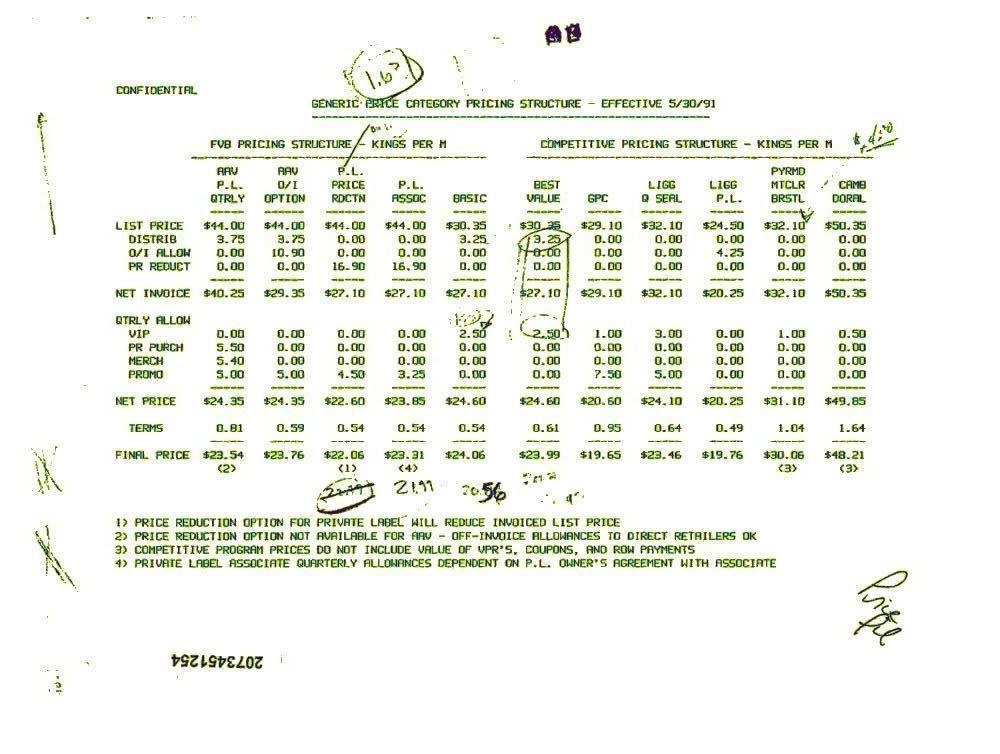 1.67
CONFIDENTIAL
GENERIC PRICE CATEGORY PRICING STRUCTURE - EFFECTIVE 5/30/91
FVB PRICING STRUCTURE - KINGS PER M COMPETITIVE PRICING STRUCTURE - KINGS PER M
AAV AAV P.L. PYRMD
P.L. O/I PRICE P.L. BEST LIGG LIGG MTCLR CAMB
QTRLY OPTION RDCTN ASSOC BASIC VALUE GPC Q SEAL P.L. BRSTL DORAL
LIST PRICE $44.00 $44.00 $44.00 $44.00 $30.35 $30.35 $29.10 $32.10 $24.50 $32.10 $50.35
DISTRIB 3.75 3.75 0.00 0.00 3.25 3.25 0.00 0.00 0.00 0.00 0.00
O/I ALLOW 0.00 10.90 0.00 0.00 0.00 0.00 0.00 0.00 4.25 0.00 0.00
PR REDUCT 0.00 0.00 16.90 16.90 0.00 0.00 0.00 0.00 0.00 0.00 0.00
NET INVOICE $40.25 $29.35 $27.10 $27.10 $27.10 $27.10 $29.10 $32.10 $20.25 $32.10 $50.35
QTRLY ALLOW
VIP 0.00 0.00 0.00 0.00 2.50 2.50 1.00 3.00 0.00 1.00 0.50
PR PURCH 5.50 0.00 0.00 0.00 0.00 0.00 0.00 0.00 0.00 0.00 0.00
MERCH 5.40 0.00 0.00 0.00 0.00 0.00 0.00 0.00 0.00 0.00 0.00
PROMO 5.00 5.00 4.50 3.25 0.00 0.00 7.50 5.00 0.00 0.00 0.00
NET PRICE $24.35 $24.35 $22.60 $23.85 $24.60 $24.60 $20.60 $24.10 $20.25 $31.10 $49.85
TERMS 0.81 0.59 0.54 0.54 0.54 0.61 0.95 0.64 0.49 1.04 1.64
FINAL PRICE $23.54 $23.76 $22.06 $23.31 $24.06 $23.99 $19.65 $23.46 $19.76 $30.06 $48.21
(2) (1) (4) (3) (3)
21.91 20.56
1) PRICE REDUCTION OPTION FOR PRIVATE LABEL WILL REDUCE INVOICED LIST PRICE
2) PRICE REDUCTION OPTION NOT AVAILABLE FOR AAV - OFF-INVOICE ALLOWANCES TO DIRECT RETAILERS OK
3) COMPETITIVE PROGRAM PRICES DO NOT INCLUDE VALUE OF VPR'S, COUPONS, AND ROW PAYMENTS
4) PRIVATE LABEL ASSOCIATE QUARTERLY ALLOWANCES DEPENDENT ON P.L. OWNER'S AGREEMENT WITH ASSOCIATE
2073451254